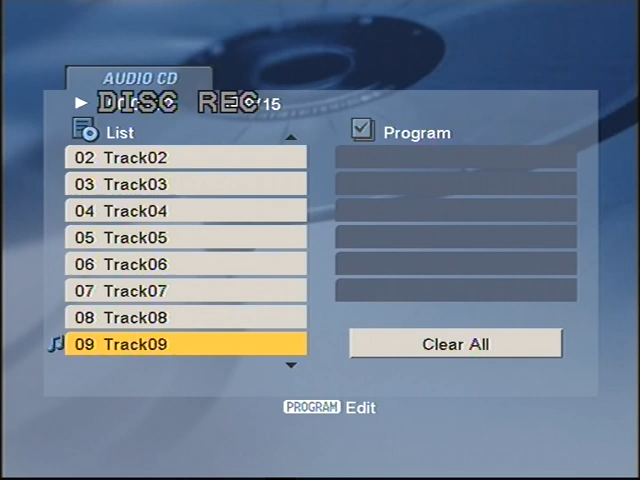 AUDIO CD
DISC REC /15
List
Program
02 Track02
03 Track03
04 Track04
05 Track05
06 Track06
07 Track07
08 Track08
09 Track09
Clear All
PROGRAM Edit